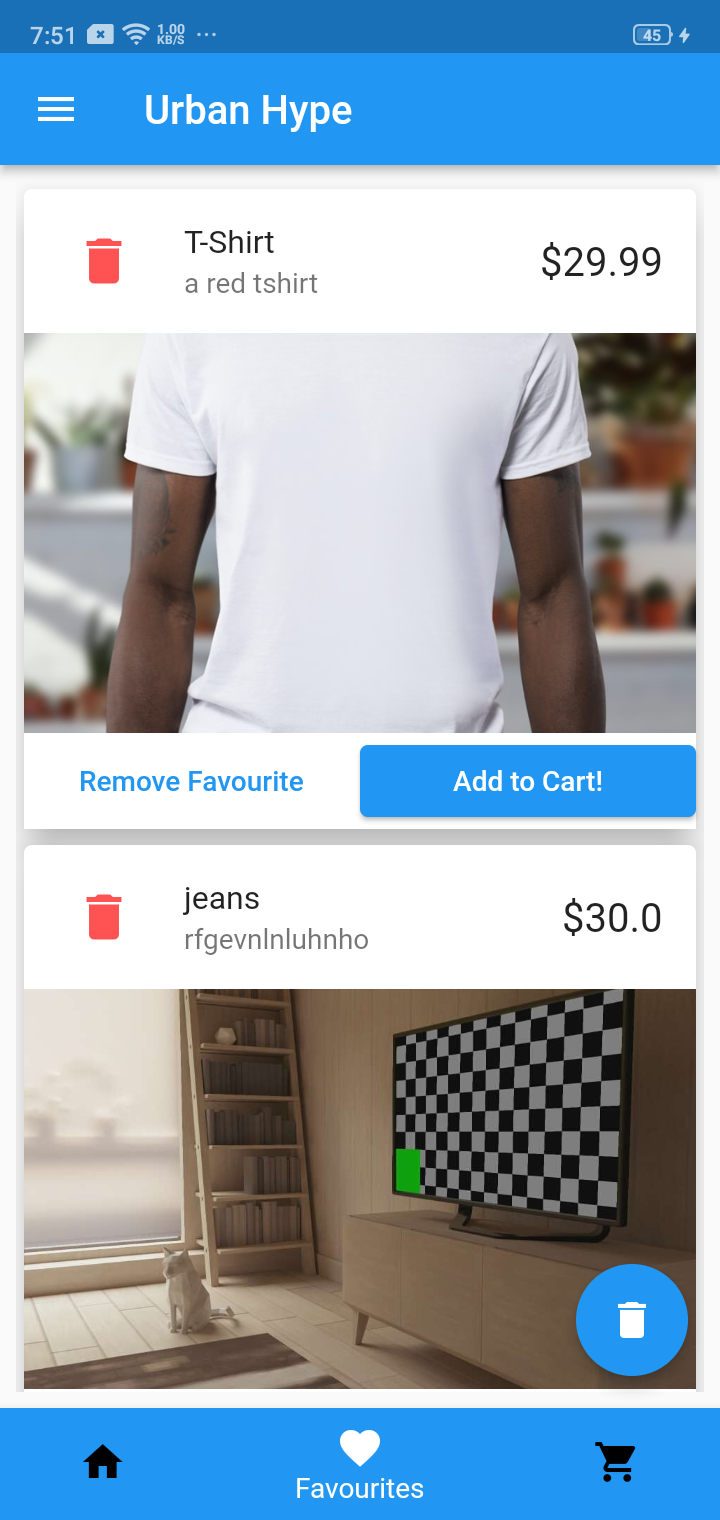 7:51 1.00 KB/S ... 45
Urban Hype
T-Shirt
a red tshirt
$29.99
Remove Favourite Add to Cart!
jeans
rfgevnlnluhnho
$30.0
Favourites